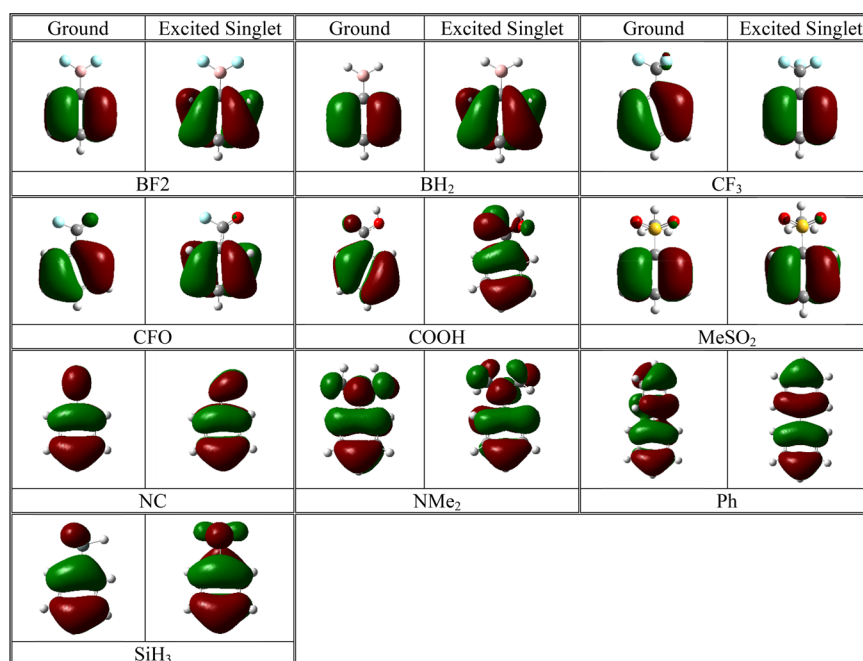 Ground Excited Singlet Ground Excited Singlet Ground Excited Singlet
BF2 BH₂ CF₃
CFO COOH MeSO₂
NC NMe₂ Ph
SiH₃